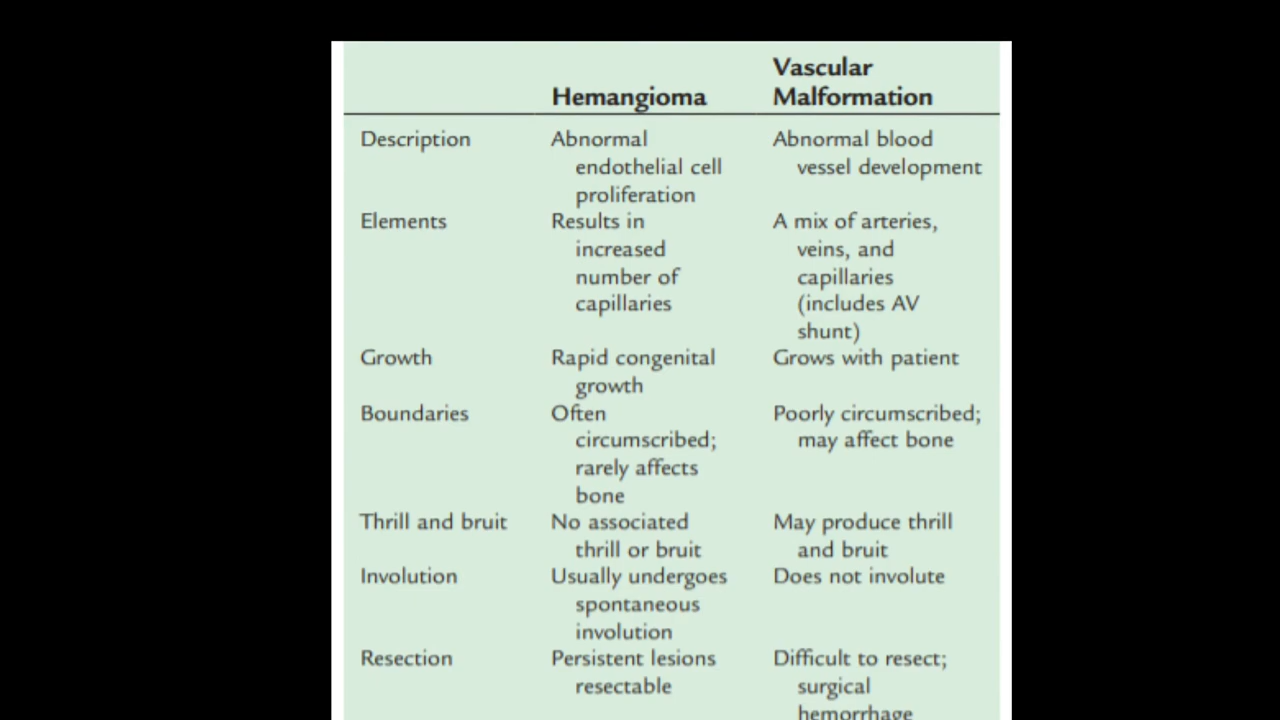 Vascular
Hemangioma Malformation
Description Abnormal Abnormal blood
endothelial cell vessel development
proliferation
Elements Results in A mix of arteries,
increased veins, and
number of capillaries
capillaries (includes AV
shunt)
Growth Rapid congenital Grows with patient
growth
Boundaries Often Poorly circumscribed;
circumscribed; may affect bone
rarely affects
bone
Thrill and bruit No associated May produce thrill
thrill or bruit and bruit
Involution Usually undergoes Does not involute
spontaneous
involution
Resection Persistent lesions Difficult to resect;
resectable surgical
hemorrhage